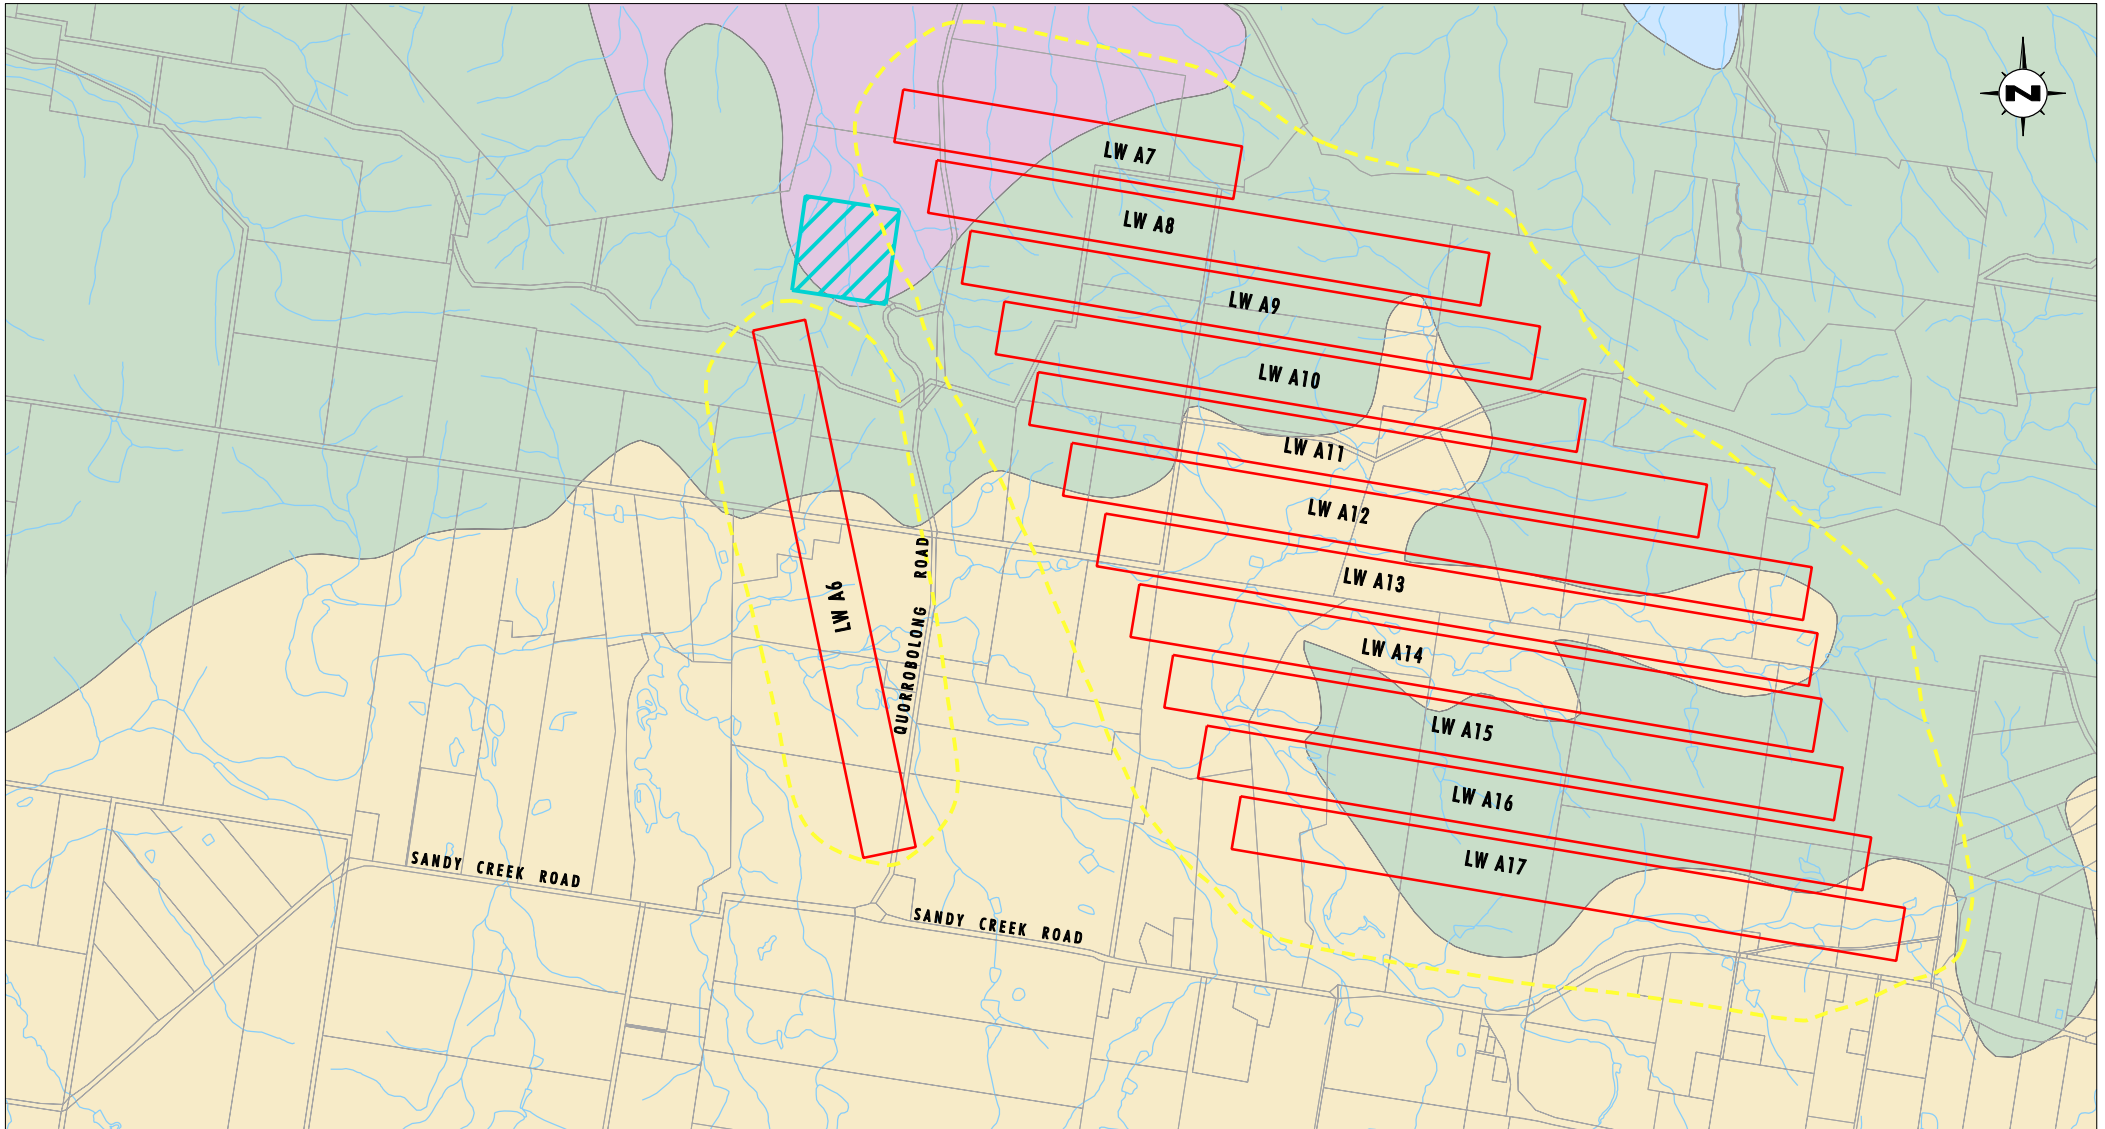 N
LW A7
LW A8
LW A9
LW A10
LW A11
LW A12
LW A13
LW A14
LW A15
LW A16
LW A17
LW A6
QUORROBOLONG ROAD
SANDY CREEK ROAD
SANDY CREEK ROAD